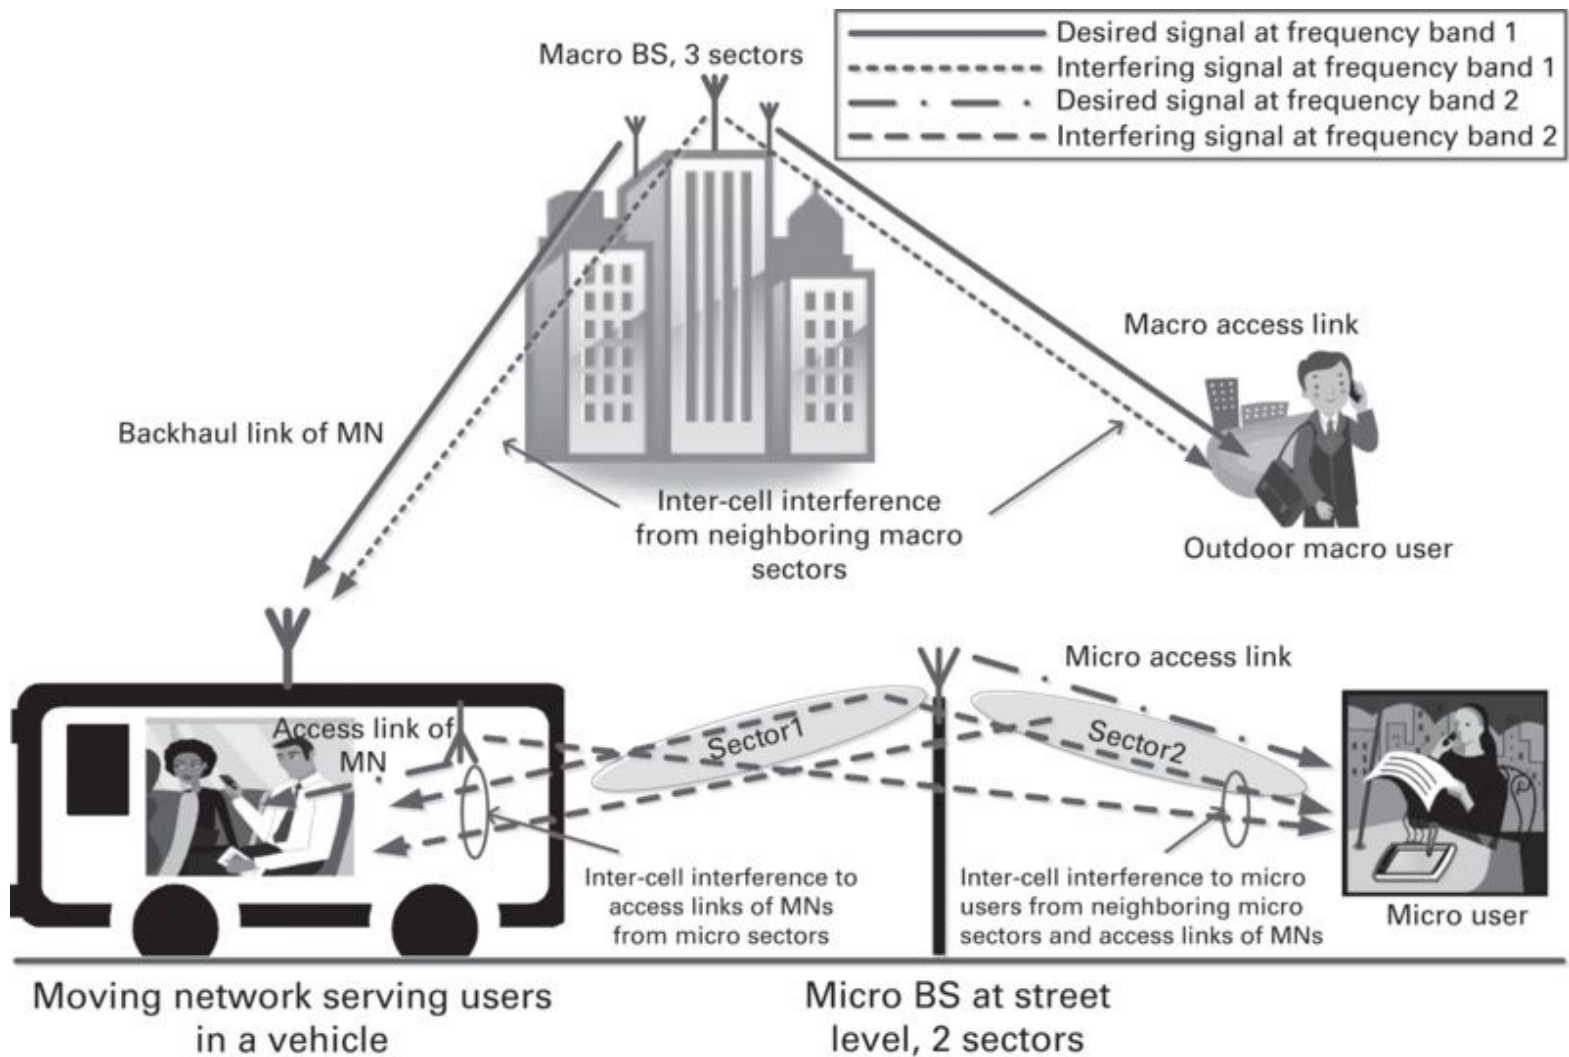 Macro BS, 3 sectors
Desired signal at frequency band 1
Interfering signal at frequency band 1
Desired signal at frequency band 2
Interfering signal at frequency band 2
Macro access link
Backhaul link of MN
Inter-cell interference
from neighboring macro
sectors
Outdoor macro user
Micro access link
Access link of
MN
Sector1
Sector2
Inter-cell interference to
access links of MNs
from micro sectors
Inter-cell interference to micro
users from neighboring micro
sectors and access links of MNs
Micro user
Moving network serving users
in a vehicle
Micro BS at street
level, 2 sectors